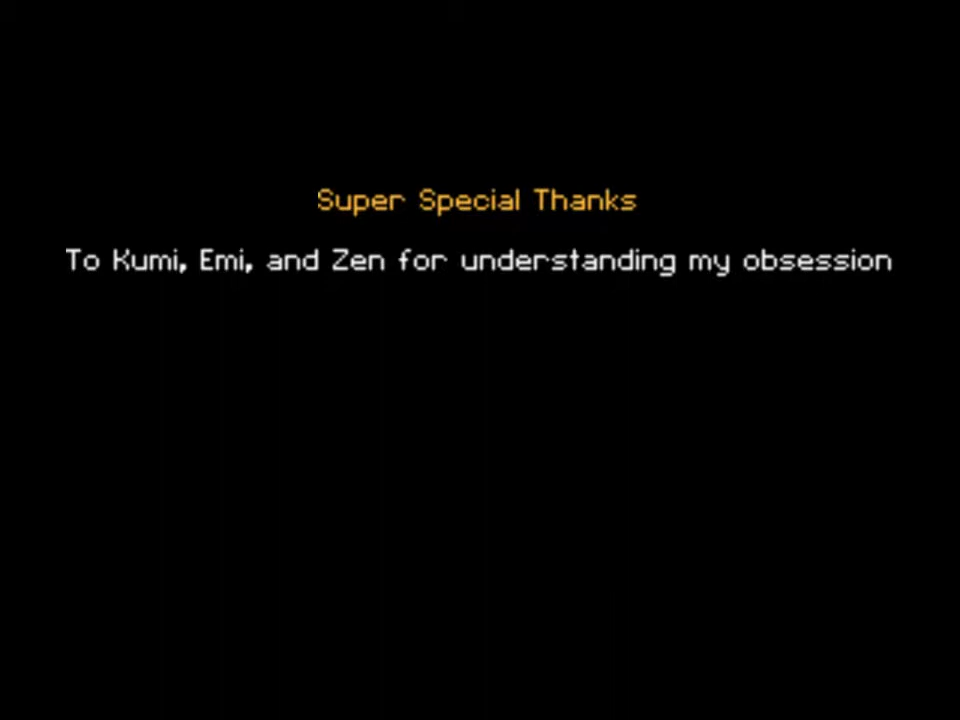 Super Special Thanks
To Kumi, Emi, and Zen for understanding my obsession